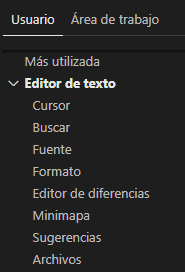 Usuario Área de trabajo
Más utilizada
Editor de texto
Cursor
Buscar
Fuente
Formato
Editor de diferencias
Minimapa
Sugerencias
Archivos